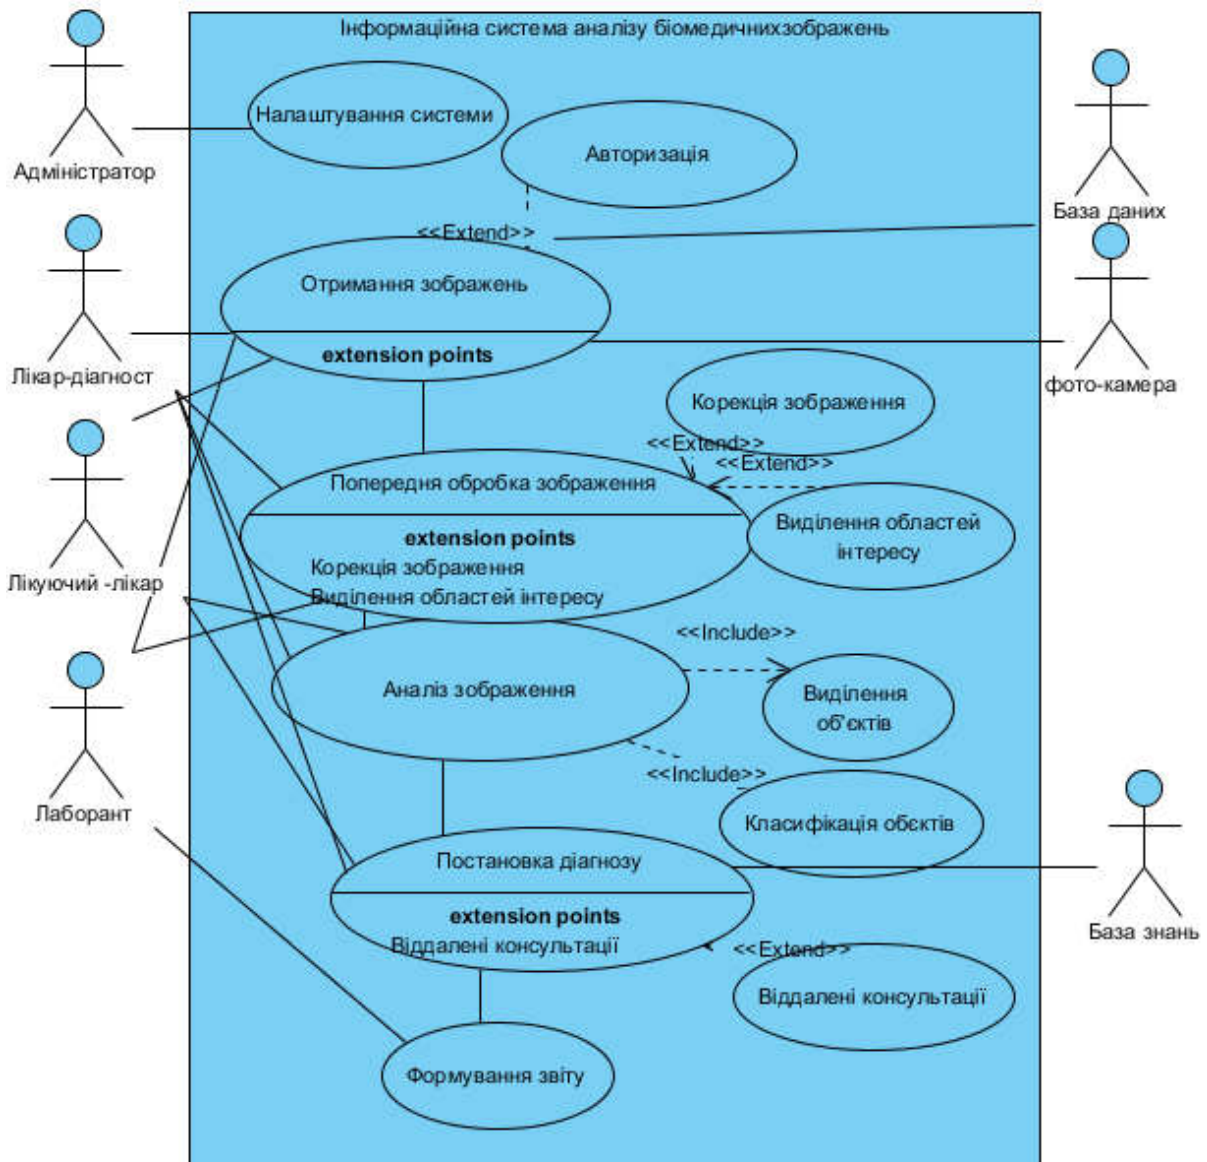 Інформаційна система аналізу біомедичнихзображень
Налаштування системи
Авторизація
Адміністратор
База даних
<<Extend>>
Отримання зображень
extension points
Лікар-діагност
фото-камера
Корекція зображення
<<Extend>>
<<Extend>>
Попередня обробка зображення
extension points
Корекція зображення
Виділення областей інтересу
Виділення областей
інтересу
Лікуючий -лікар
<<Include>>
Аналіз зображення
Виділення
об'єктів
<<Include>>
Лаборант
Класифікація обєктів
Постановка діагнозу
extension points
Віддалені консультації
База знань
<<Extend>>
Віддалені консультації
Формування звіту